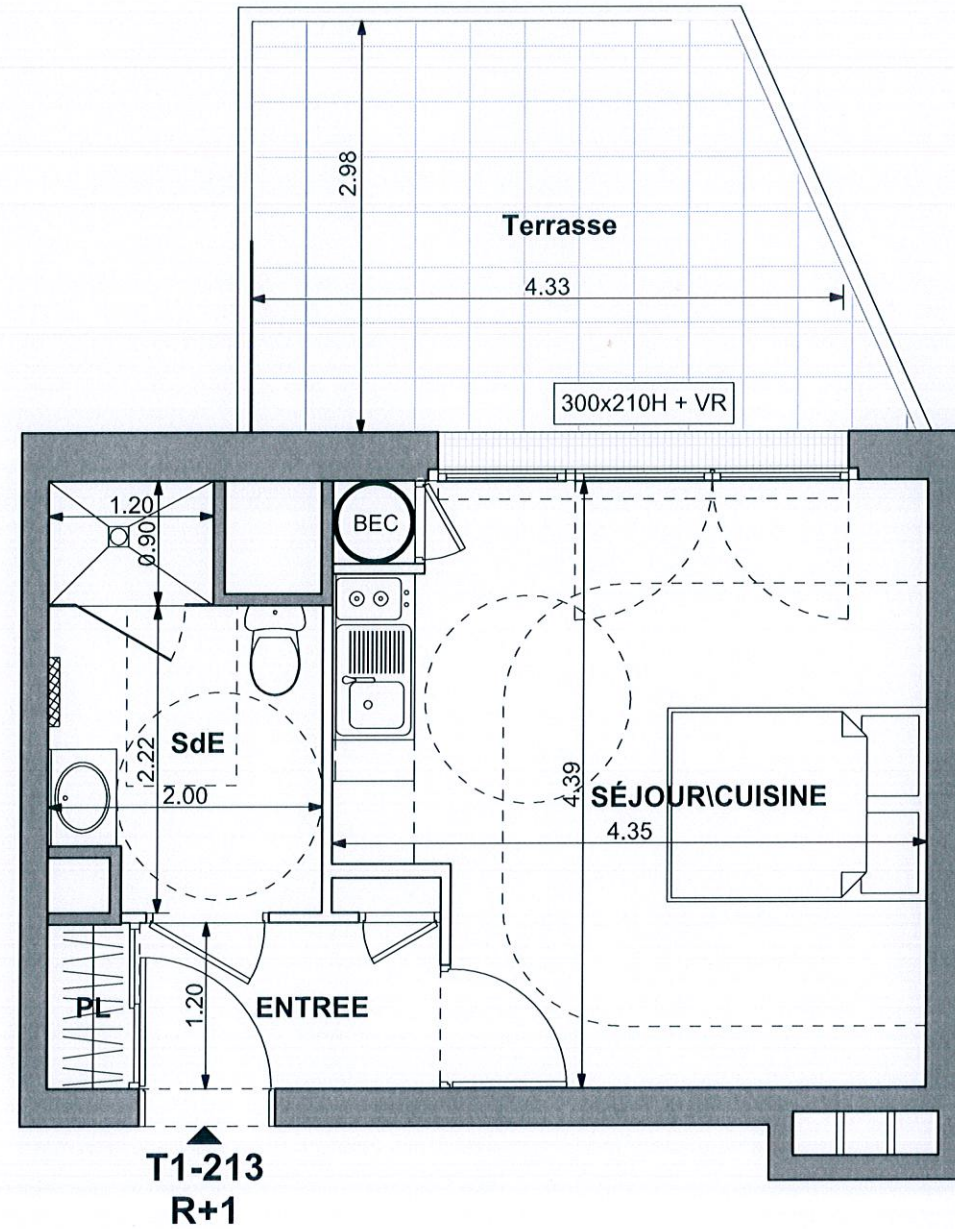 2.98
Terrasse
4.33
300x210H + VR
1.20
0.90
BEC
SdE
2.22
2.00
4.39
SÉJOUR\CUISINE
4.35
PL
1.20
ENTREE
T1-213
R+1